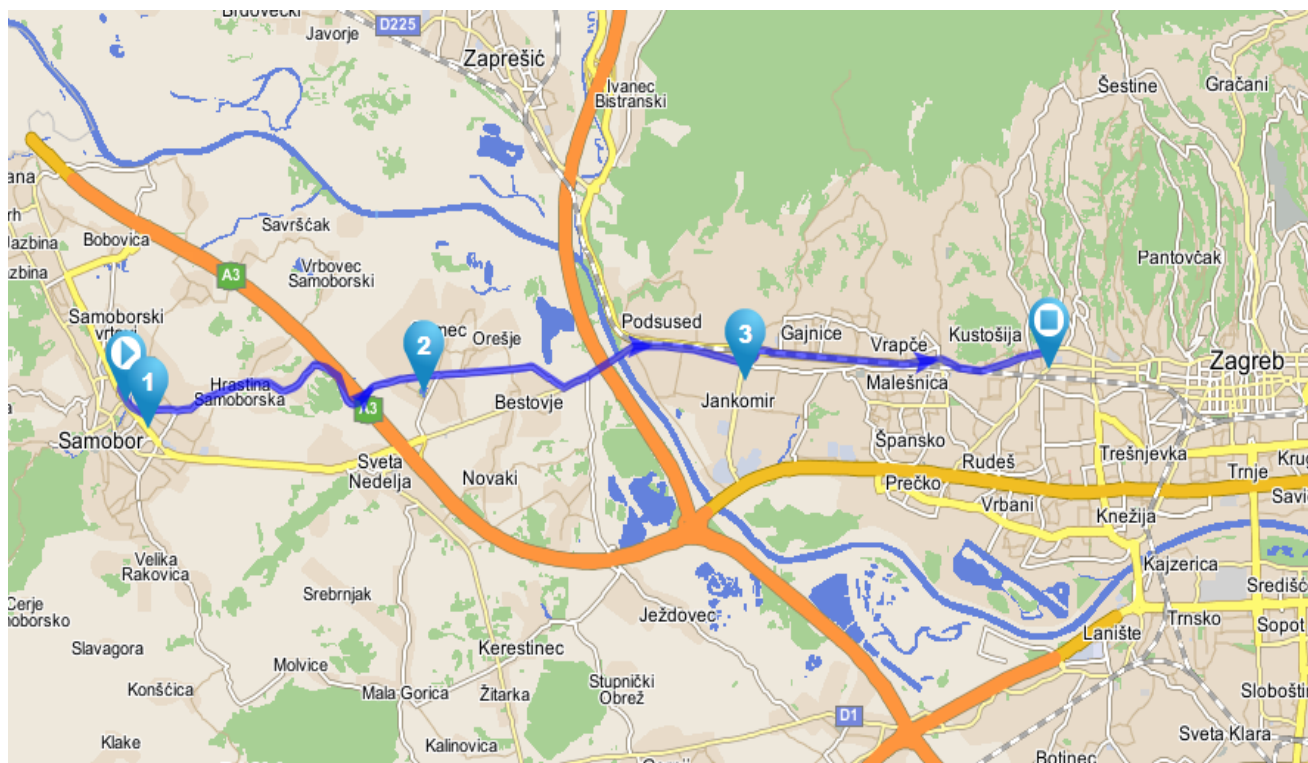 Brdovečki
D225
Javorje
Zaprešić
Ivanec
Bistranski
Šestine
Gračani
Savršćak
Bobovica
Jazbina
A3
Vrbovec
Samoborski
Pantovčak
Samoborski
vrtovi
Orešje
Podsused
Gajnice
Vrapče
Kustošija
Zagreb
1
2
3
Hrastina
Samoborska
A3
Bestovje
Jankomir
Malešnica
Samobor
Sveta
Nedelja
Novaki
Špansko
Prečko
Rudeš
Vrbani
Trešnjevka
Trnje
Knežija
Velika
Rakovica
Srebrnjak
Ježdovec
Kajzerica
Lanište
Trnsko
Sopot
Cerje
Slavagora
Konšćica
Molvice
Mala Gorica
Kerestinec
Žitarka
Stupnički
Obrež
D1
Klake
Kalinovica
Botinec
Sveta Klara